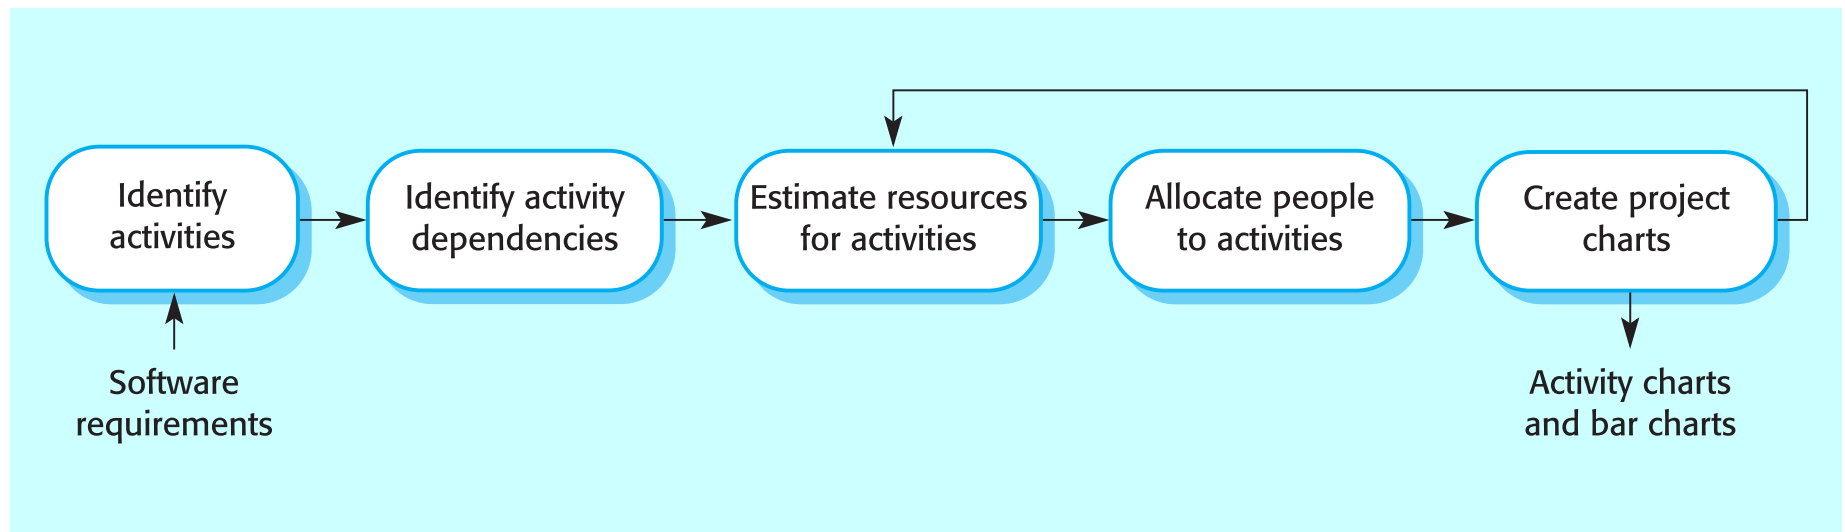 Identify
activities
Identify activity
dependencies
Estimate resources
for activities
Allocate people
to activities
Create project
charts
Software
requirements
Activity charts
and bar charts